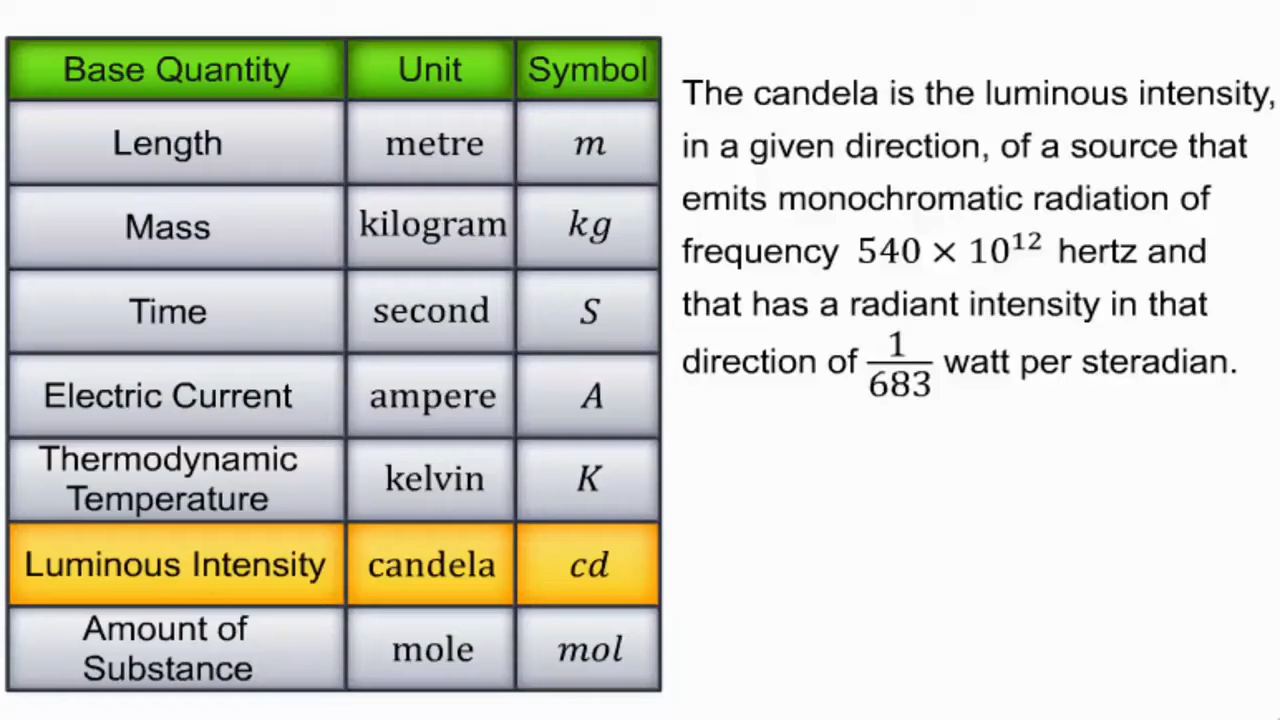 Base Quantity Unit Symbol
Length metre m
Mass kilogram kg
Time second S
Electric Current ampere A
Thermodynamic
Temperature kelvin K
Luminous Intensity candela cd
Amount of
Substance mole mol
The candela is the luminous intensity,
in a given direction, of a source that
emits monochromatic radiation of
frequency 540 × 10¹² hertz and
that has a radiant intensity in that
direction of 1/683 watt per steradian.